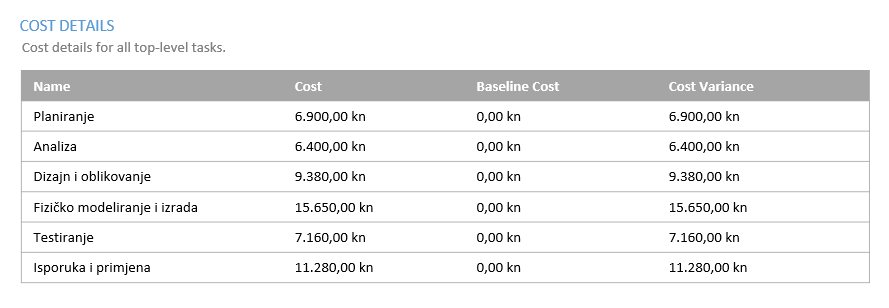 COST DETAILS
Cost details for all top-level tasks.
Name Cost Baseline Cost Cost Variance
Planiranje 6.900,00 kn 0,00 kn 6.900,00 kn
Analiza 6.400,00 kn 0,00 kn 6.400,00 kn
Dizajn i oblikovanje 9.380,00 kn 0,00 kn 9.380,00 kn
Fizičko modeliranje i izrada 15.650,00 kn 0,00 kn 15.650,00 kn
Testiranje 7.160,00 kn 0,00 kn 7.160,00 kn
Isporuka i primjena 11.280,00 kn 0,00 kn 11.280,00 kn